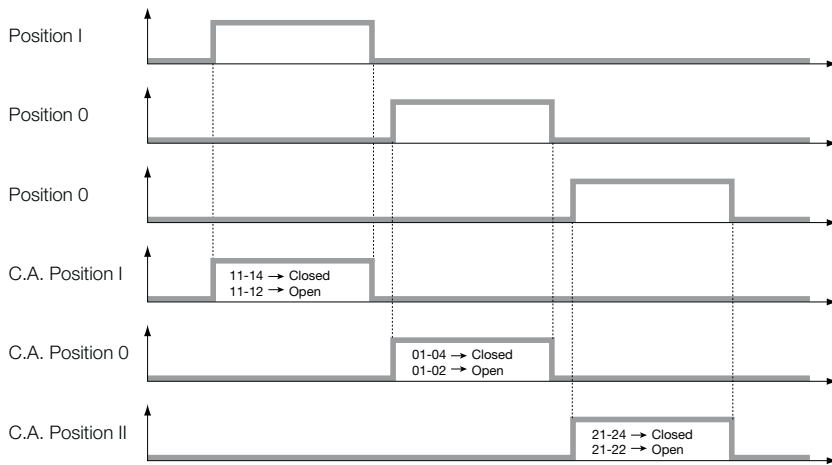 Position I
Position 0
Position 0
C.A. Position I
11-14 → Closed
11-12 → Open
C.A. Position 0
01-04 → Closed
01-02 → Open
C.A. Position II
21-24 → Closed
21-22 → Open